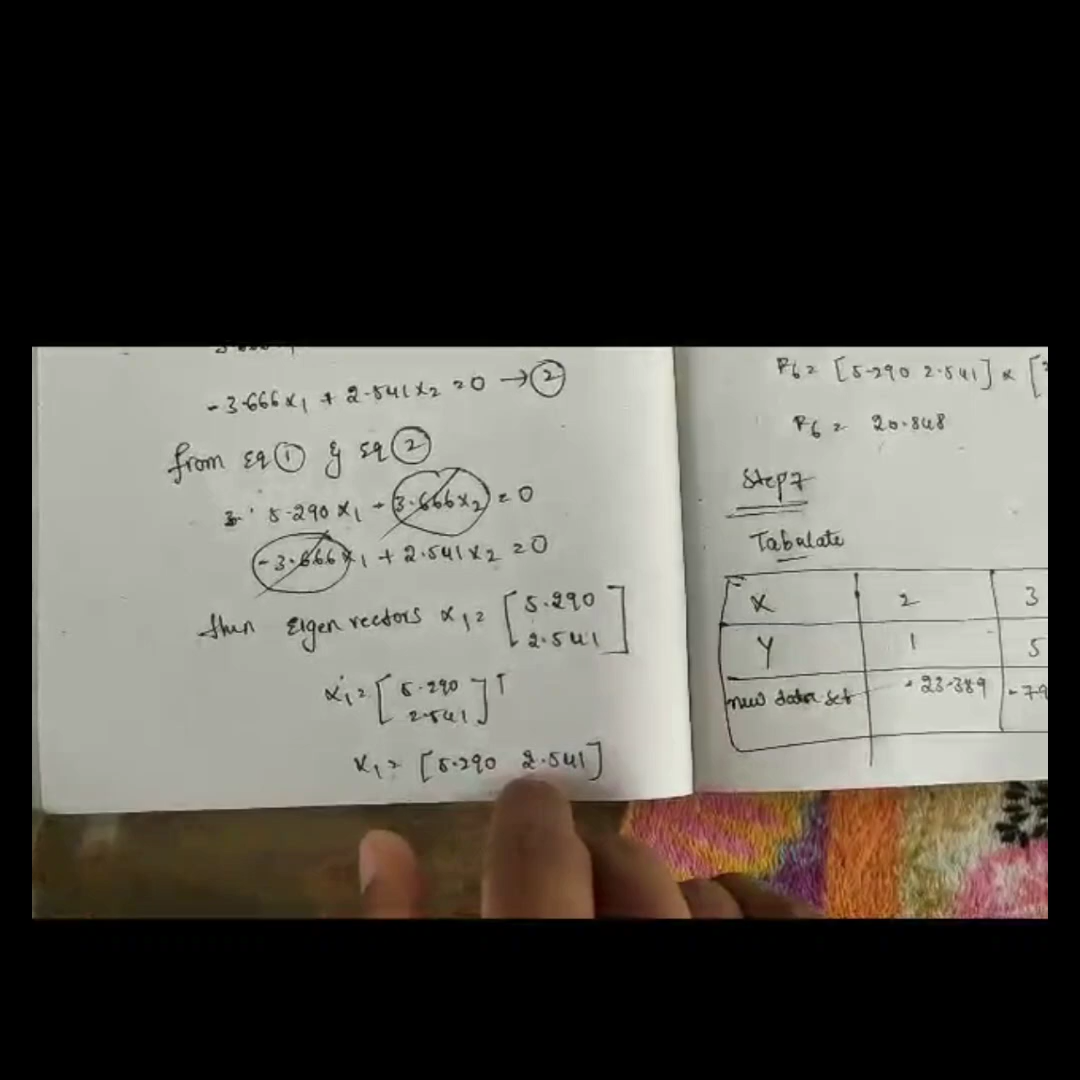 -3.666x₁ + 2.541x₂ = 0 → ②
from Eq ① & Eq ②
5.290x₁ - 3.666x₂ = 0
-3.666x₁ + 2.541x₂ = 0
then Eigen vectors x₁ = [5.290
2.541]
x₁ = [5.290
2.541]ᵀ
x₁ = [5.290 2.541]
P₆ = [5.290 2.541] × [
P₆ = 20.848
Step 7
Tabulate
X 2 3
Y 1 5
new data set -23.389 -79